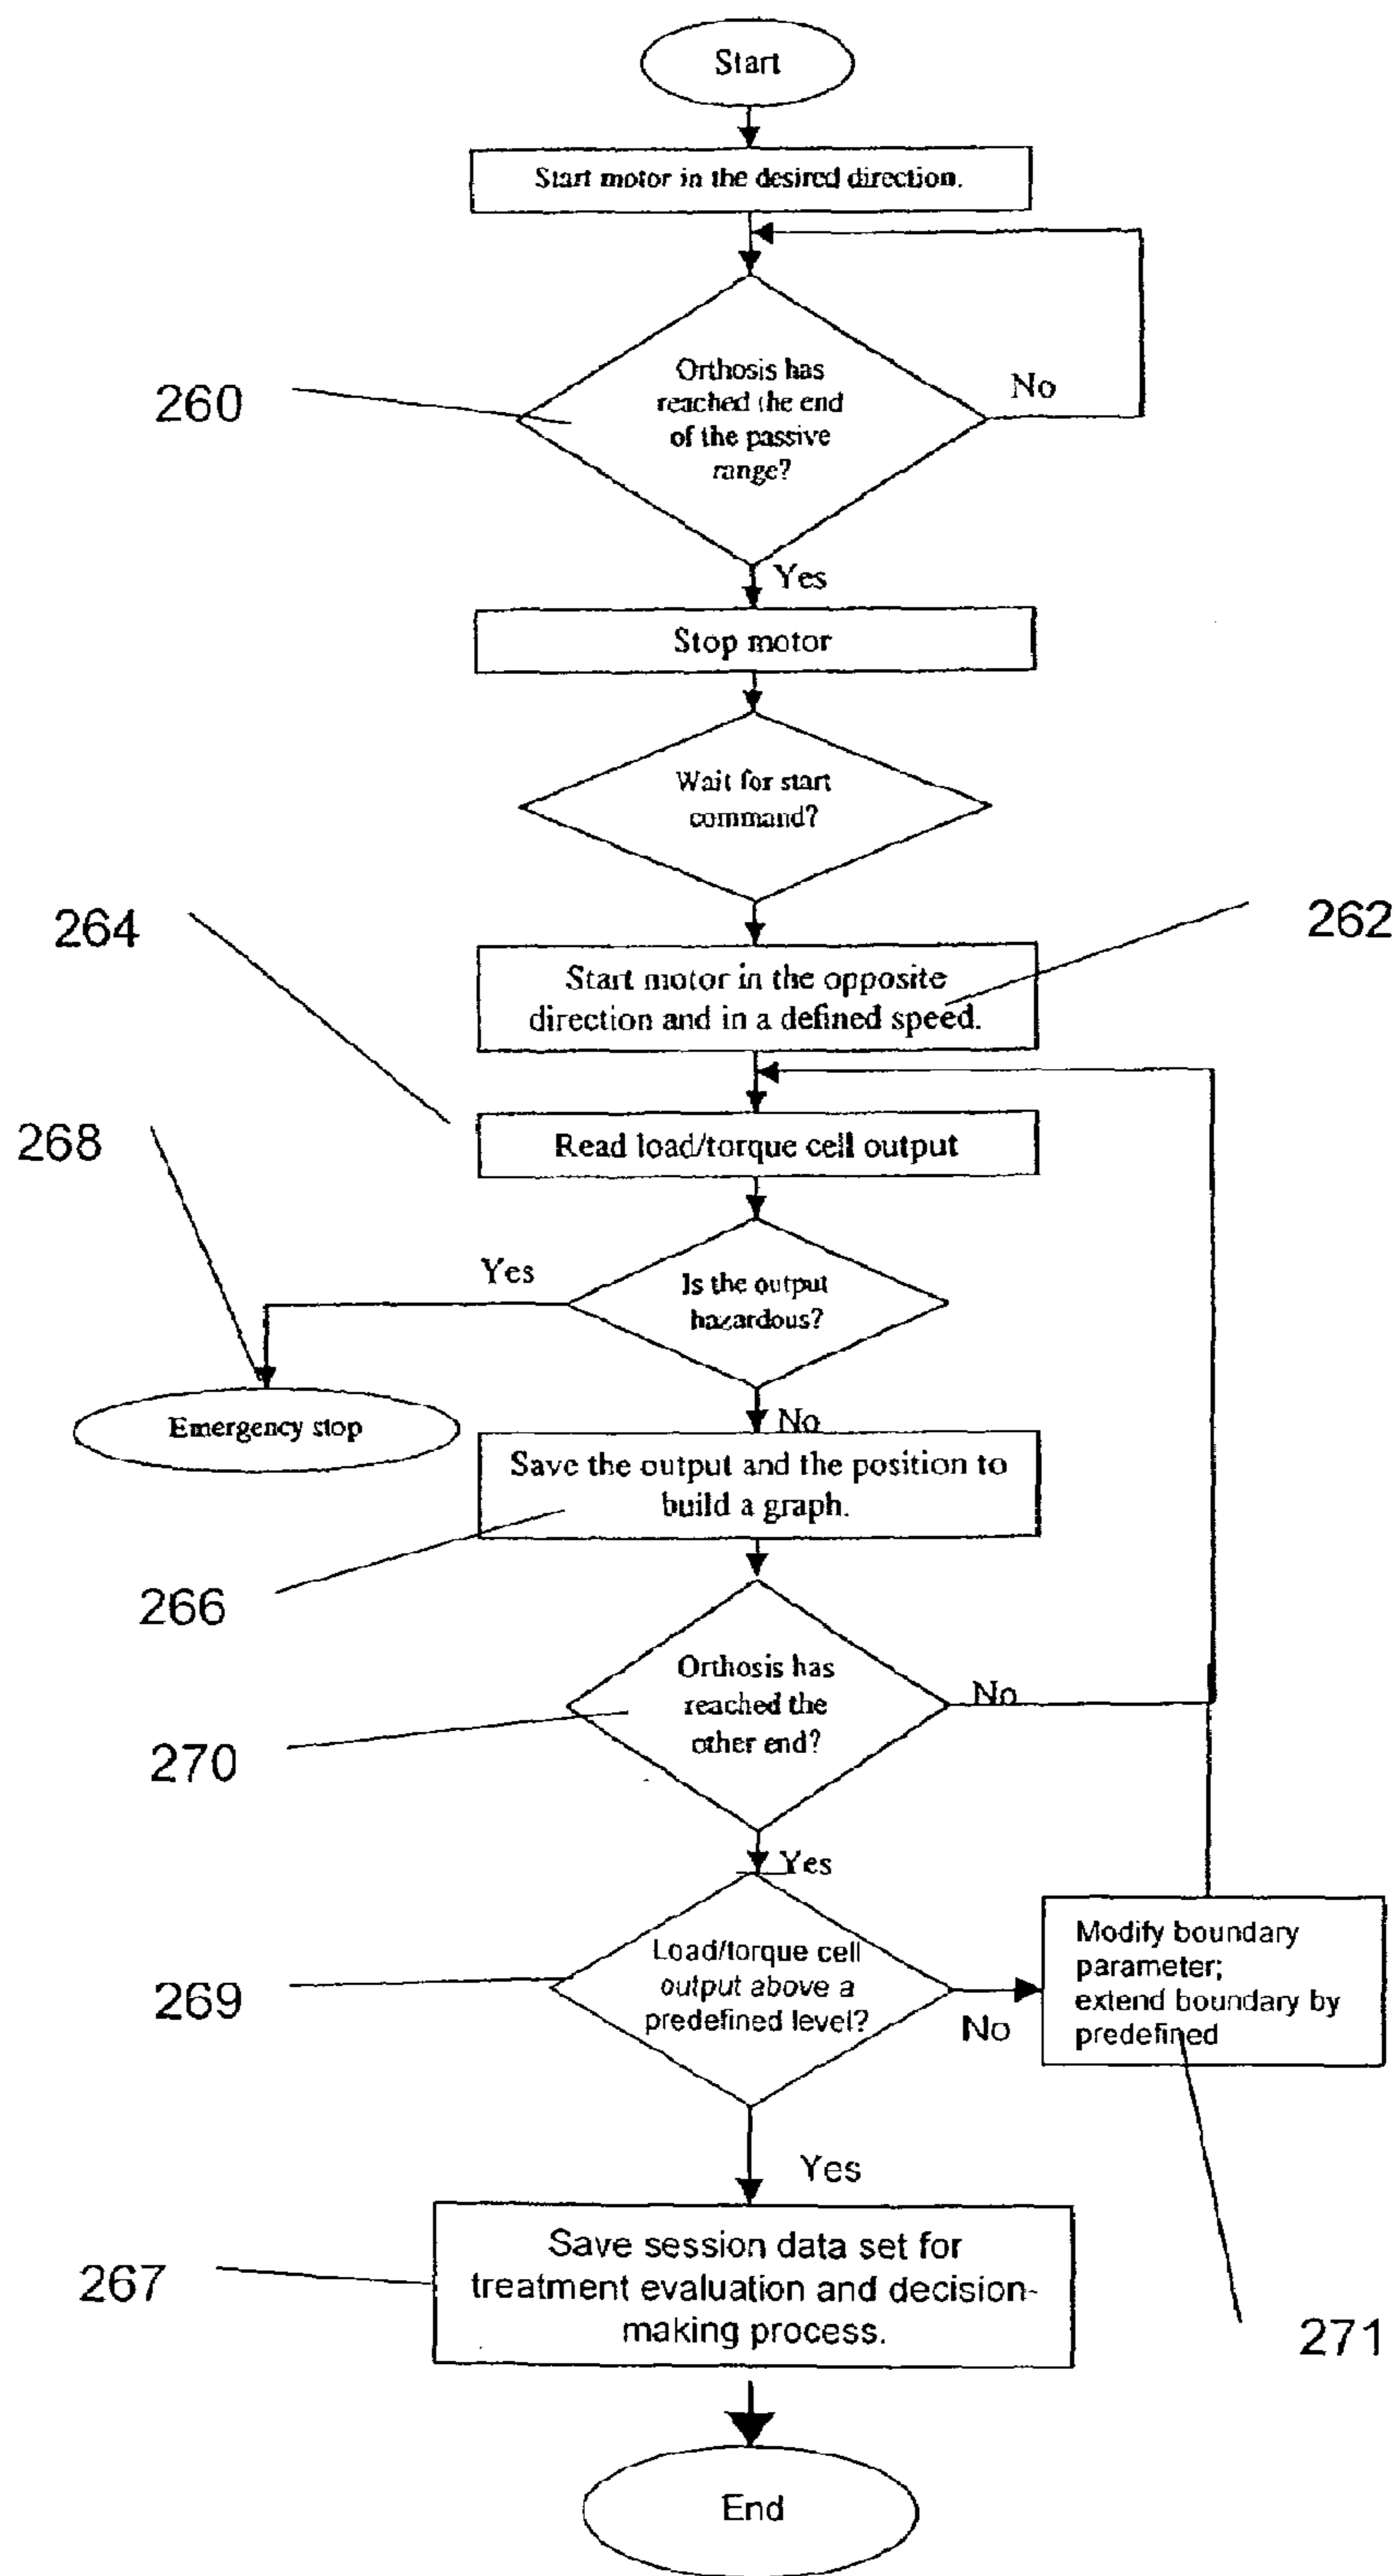 Start
Start motor in the desired direction.
Orthosis has
reached the end
of the passive
range?
No
260
Yes
Stop motor
Wait for start
command?
264
262
Start motor in the opposite
direction and in a defined speed.
268
Read load/torque cell output
Yes
Is the output
hazardous?
Emergency stop
No
Save the output and the position to
build a graph.
266
Orthosis has
reached the
other end?
No
270
Yes
Load/torque cell
output above a
predefined level?
269
No
Modify boundary
parameter;
extend boundary by
predefined
Yes
Save session data set for
treatment evaluation and decision-
making process.
267
271
End